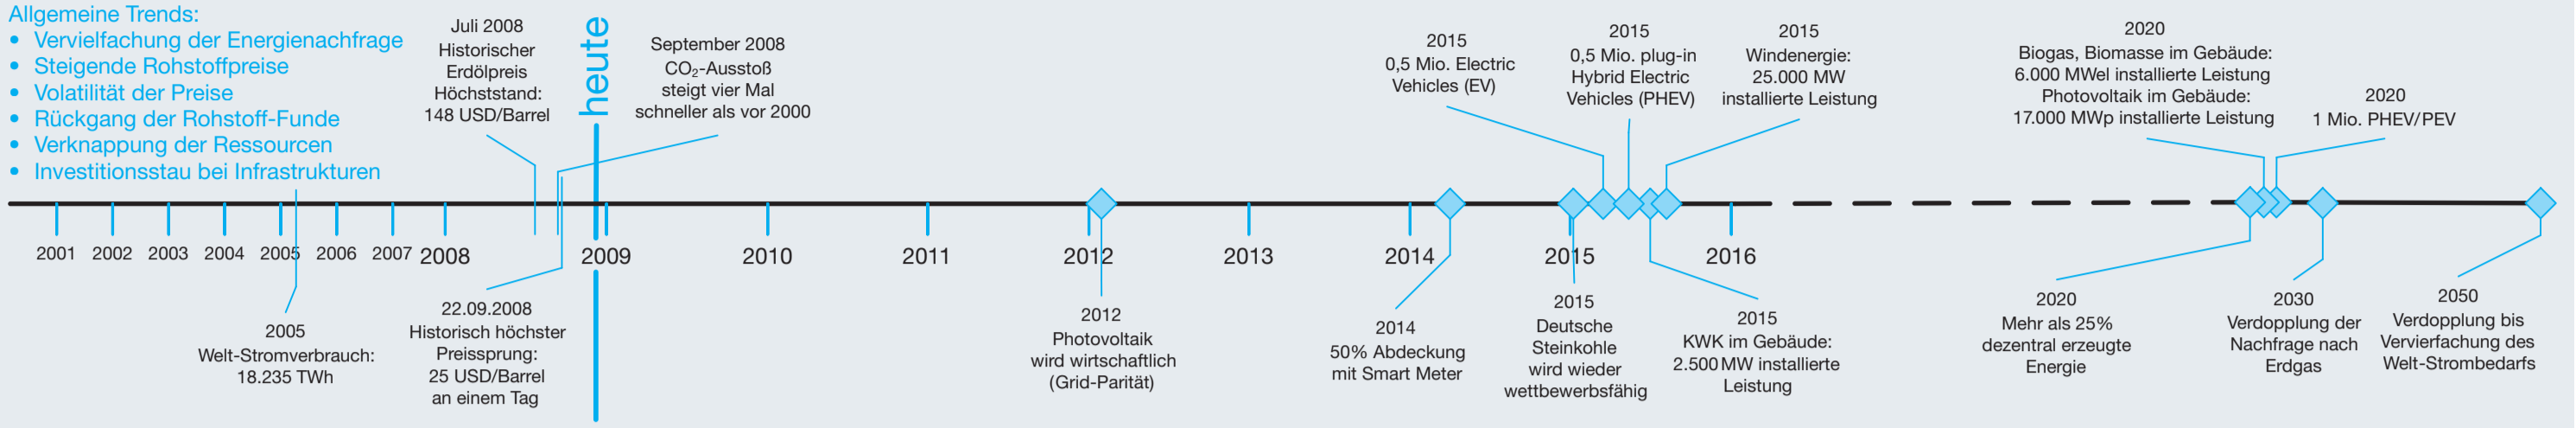 Allgemeine Trends:
• Vervielfachung der Energienachfrage
• Steigende Rohstoffpreise
• Volatilität der Preise
• Rückgang der Rohstoff-Funde
• Verknappung der Ressourcen
• Investitionsstau bei Infrastrukturen
Juli 2008
Historischer
Erdölpreis
Höchststand:
148 USD/Barrel
heute
September 2008
CO₂-Ausstoß
steigt vier Mal
schneller als vor 2000
2015
0,5 Mio. Electric
Vehicles (EV)
2015
0,5 Mio. plug-in
Hybrid Electric
Vehicles (PHEV)
2015
Windenergie:
25.000 MW
installierte Leistung
2020
Biogas, Biomasse im Gebäude:
6.000 MWel installierte Leistung
Photovoltaik im Gebäude:
17.000 MWp installierte Leistung
2020
1 Mio. PHEV/PEV
2001 2002 2003 2004 2005 2006 2007 2008 2009 2010 2011 2012 2013 2014 2015 2016
2005
Welt-Stromverbrauch:
18.235 TWh
22.09.2008
Historisch höchster
Preissprung:
25 USD/Barrel
an einem Tag
2012
Photovoltaik
wird wirtschaftlich
(Grid-Parität)
2014
50% Abdeckung
mit Smart Meter
2015
Deutsche
Steinkohle
wird wieder
wettbewerbsfähig
2015
KWK im Gebäude:
2.500 MW installierte
Leistung
2020
Mehr als 25%
dezentral erzeugte
Energie
2030
Verdopplung der
Nachfrage nach
Erdgas
2050
Verdopplung bis
Vervierfachung des
Welt-Strombedarfs